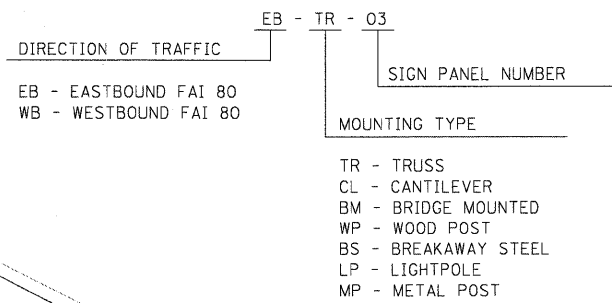 EB - TR - 03
DIRECTION OF TRAFFIC
SIGN PANEL NUMBER
EB - EASTBOUND FAI 80
WB - WESTBOUND FAI 80
MOUNTING TYPE
TR - TRUSS
CL - CANTILEVER
BM - BRIDGE MOUNTED
WP - WOOD POST
BS - BREAKAWAY STEEL
LP - LIGHTPOLE
MP - METAL POST